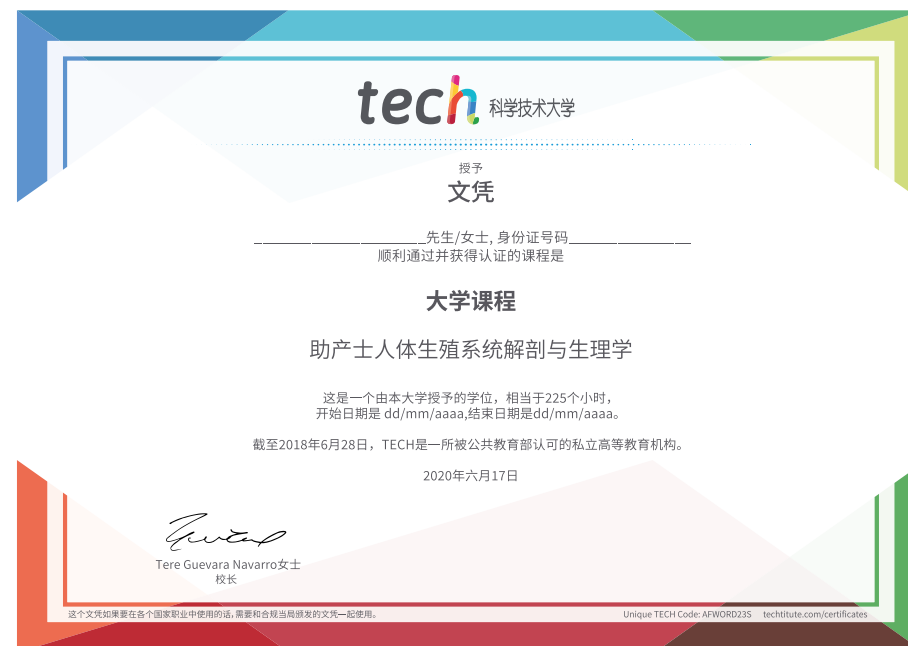 tech 科学技术大学
授予
文凭
________________________先生/女士, 身份证号码_________________
顺利通过并获得认证的课程是
大学课程
助产士人体生殖系统解剖与生理学
这是一个由本大学授予的学位，相当于225个小时，
开始日期是 dd/mm/aaaa,结束日期是dd/mm/aaaa。
截至2018年6月28日，TECH是一所被公共教育部认可的私立高等教育机构。
2020年六月17日
Tere Guevara Navarro女士
校长
这个文凭如果要在各个国家职业中使用的话,需要和合规当局颁发的文凭一起使用。
Unique TECH Code: AFWORD23S techtitute.com/certificates